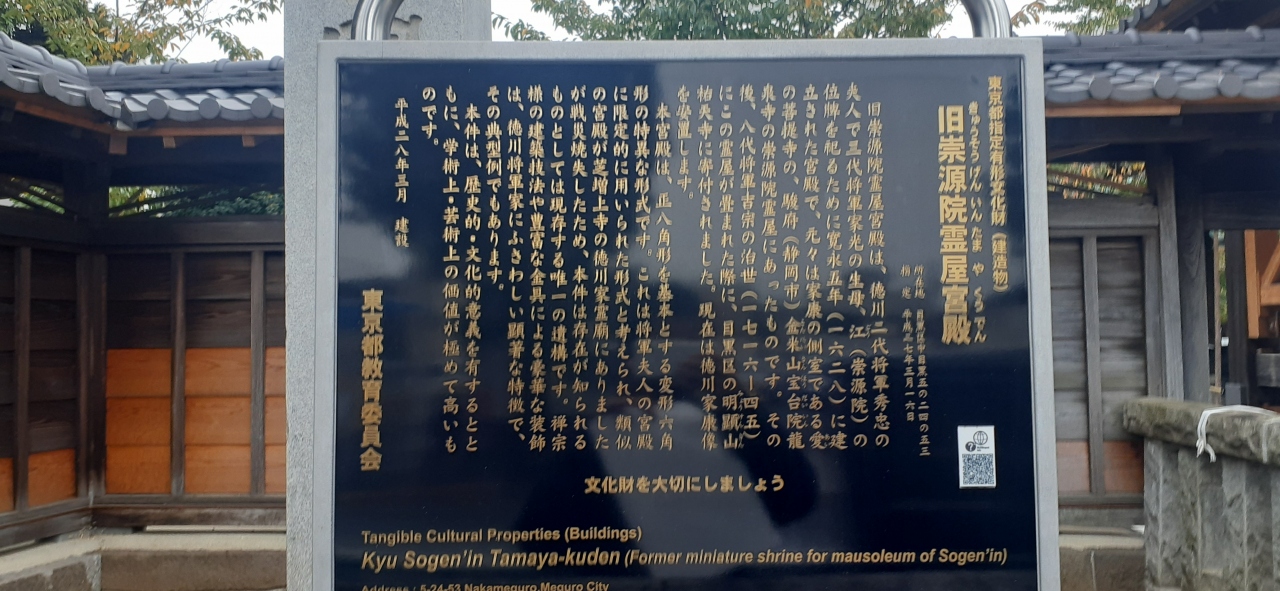 東京都指定有形文化財（建造物）
きゅうそうげんいんたまやくうでん
旧崇源院霊屋宮殿
所在地 目黒区中目黒五の二四の五三
指定 平成二七年三月一六日
旧崇源院霊屋宮殿は、徳川二代将軍秀忠の
夫人で三代将軍家光の生母、江（崇源院）の
位牌を祀るために寛永五年（一六二八）に建
立された宮殿で、元々は家康の側室である愛
の菩提寺の、駿府（静岡市）金米山宝台院龍
泉寺の崇源院霊屋にあったものです。その
後、八代将軍吉宗の治世（一七一六ー四五）
にこの霊屋が畳まれた際に、目黒区の明顯山
祐天寺に寄付されました。現在は徳川家康像
を安置します。
本宮殿は、正八角形を基本とする変形六角
形の特異な形式です。これは将軍夫人の宮殿
に限定的に用いられた形式と考えられ、類似
の宮殿が芝増上寺の徳川家霊廟にありました
が戦災焼失したため、本件は存在が知られる
ものとしては現存する唯一の遺構です。禅宗
様の建築技法や豊富な金具による豪華な装飾
は、徳川将軍家にふさわしい顕著な特徴で、
その典型例でもあります。
本件は、歴史的・文化的意義を有するとと
もに、学術上・芸術上の価値が極めて高いも
のです。
平成二八年三月 建設
東京都教育委員会
文化財を大切にしましょう
Tangible Cultural Properties (Buildings)
Kyu Sogen'in Tamaya-kuden (Former miniature shrine for mausoleum of Sogen'in)
Address : 5-24-53 Nakameguro, Meguro City